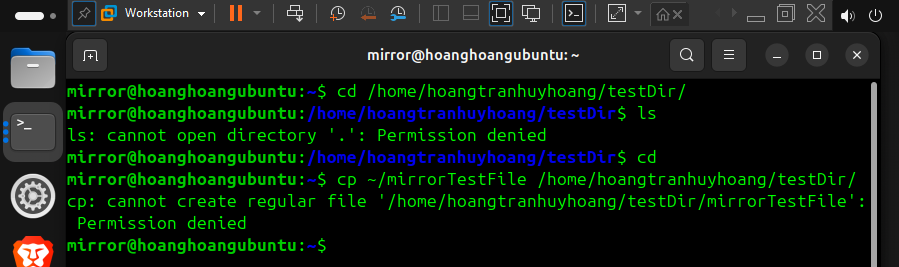 Workstation
mirror@hoanghoangubuntu: ~
mirror@hoanghoangubuntu:~$ cd /home/hoangtranhuyhoang/testDir/
mirror@hoanghoangubuntu:/home/hoangtranhuyhoang/testDir$ ls
ls: cannot open directory '.': Permission denied
mirror@hoanghoangubuntu:/home/hoangtranhuyhoang/testDir$ cd
mirror@hoanghoangubuntu:~$ cp ~/mirrorTestFile /home/hoangtranhuyhoang/testDir/
cp: cannot create regular file '/home/hoangtranhuyhoang/testDir/mirrorTestFile':
 Permission denied
mirror@hoanghoangubuntu:~$